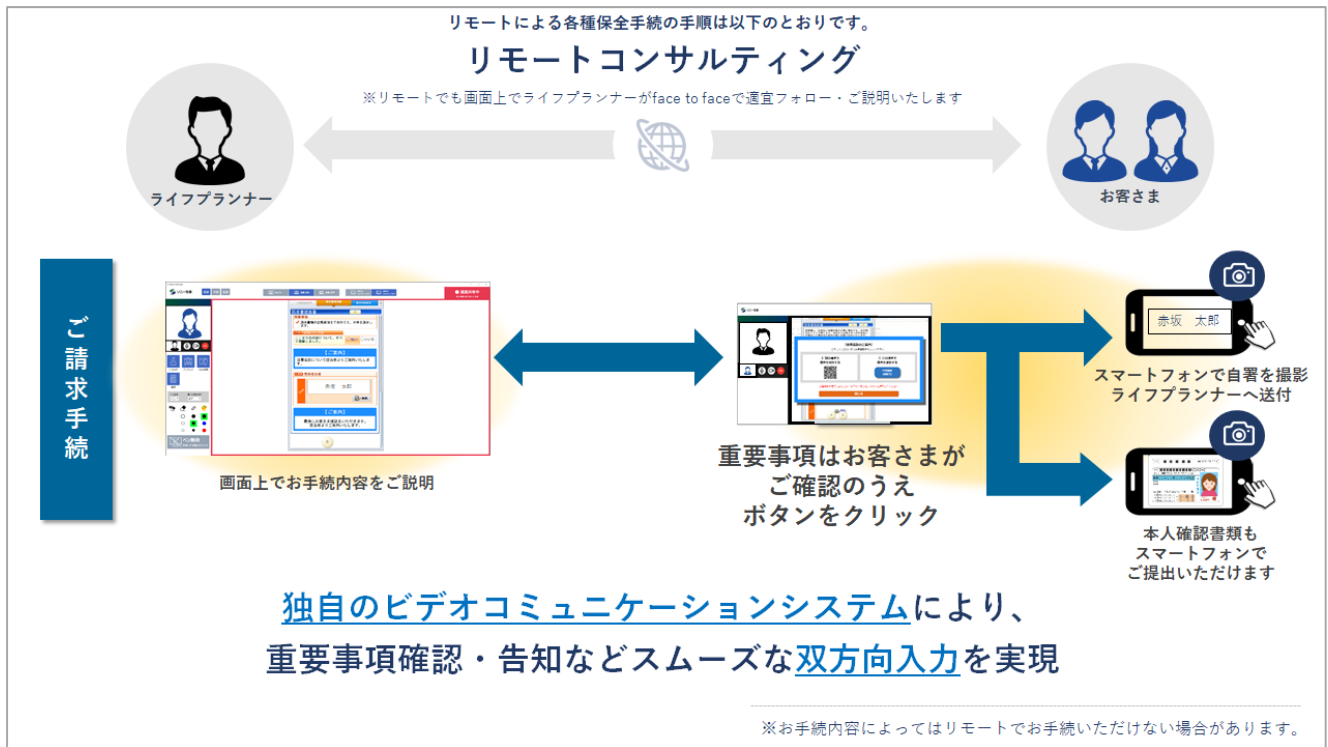 リモートによる各種保全手続の手順は以下のとおりです。
リモートコンサルティング
※リモートでも画面上でライフプランナーがface to faceで適宜フォロー・ご説明いたします
ライフプランナー
お客さま
ご請求手続
【ご案内】
赤坂 太郎
【ご案内】
画面上でお手続内容をご説明
重要事項はお客さまが
ご確認のうえ
ボタンをクリック
赤坂 太郎
スマートフォンで自署を撮影
ライフプランナーへ送付
本人確認書類も
スマートフォンで
ご提出いただけます
独自のビデオコミュニケーションシステムにより、
重要事項確認・告知などスムーズな双方向入力を実現
※お手続内容によってはリモートでお手続いただけない場合があります。